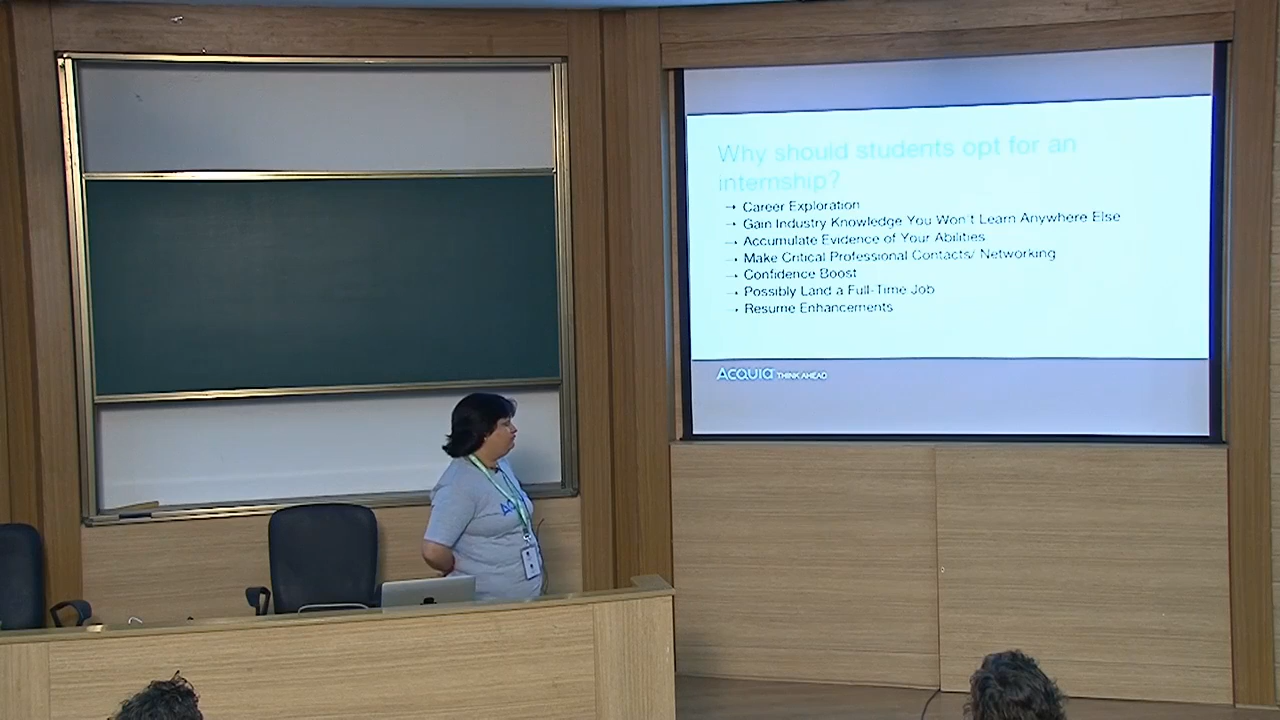 Why should students opt for an
internship?
→ Career Exploration
→ Gain Industry Knowledge You Won't Learn Anywhere Else
→ Accumulate Evidence of Your Abilities
→ Make Critical Professional Contacts/ Networking
→ Confidence Boost
→ Possibly Land a Full-Time Job
→ Resume Enhancements
ACQUIA THINK AHEAD